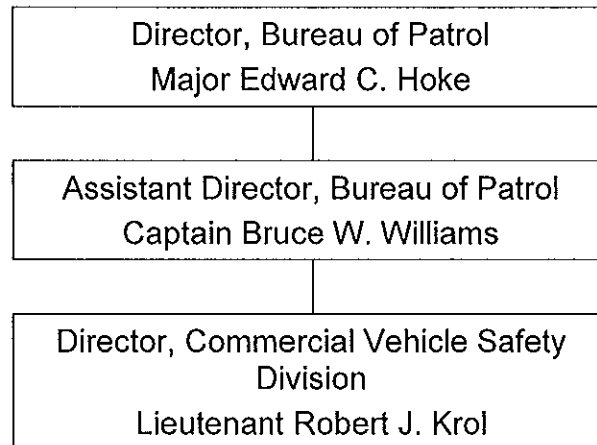 Director, Bureau of Patrol
Major Edward C. Hoke
Assistant Director, Bureau of Patrol
Captain Bruce W. Williams
Director, Commercial Vehicle Safety
Division
Lieutenant Robert J. Krol